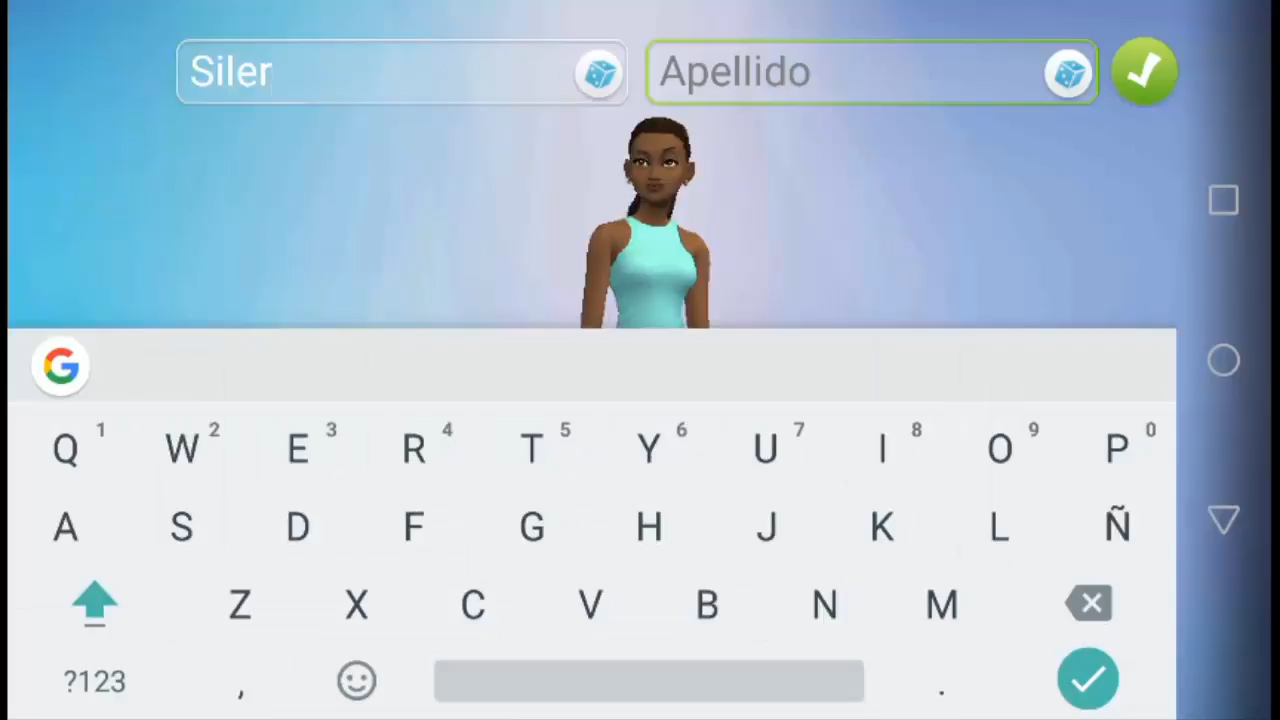 Siler
Apellido
G
Q 1 W 2 E 3 R 4 T 5 Y 6 U 7 I 8 O 9 P 0
A S D F G H J K L Ñ
Z X C V B N M
?123 , .